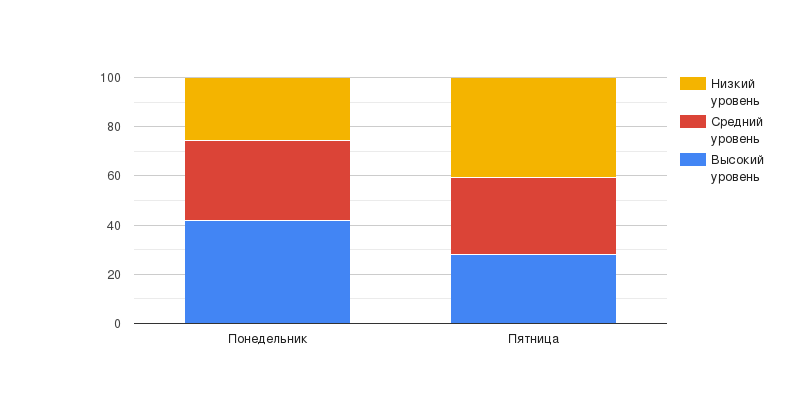 100
80
60
40
20
0
Понедельник
Пятница
Низкий
уровень
Средний
уровень
Высокий
уровень